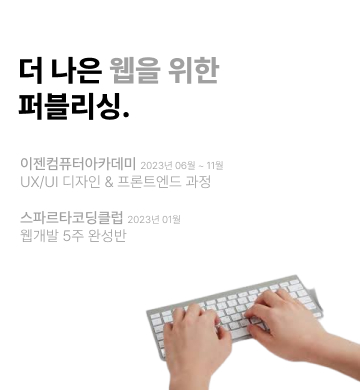 더 나은 웹을 위한
퍼블리싱.
이젠컴퓨터아카데미 2023년 06월 ~ 11월
UX/UI 디자인 & 프론트엔드 과정
스파르타코딩클럽 2023년 01월
웹개발 5주 완성반